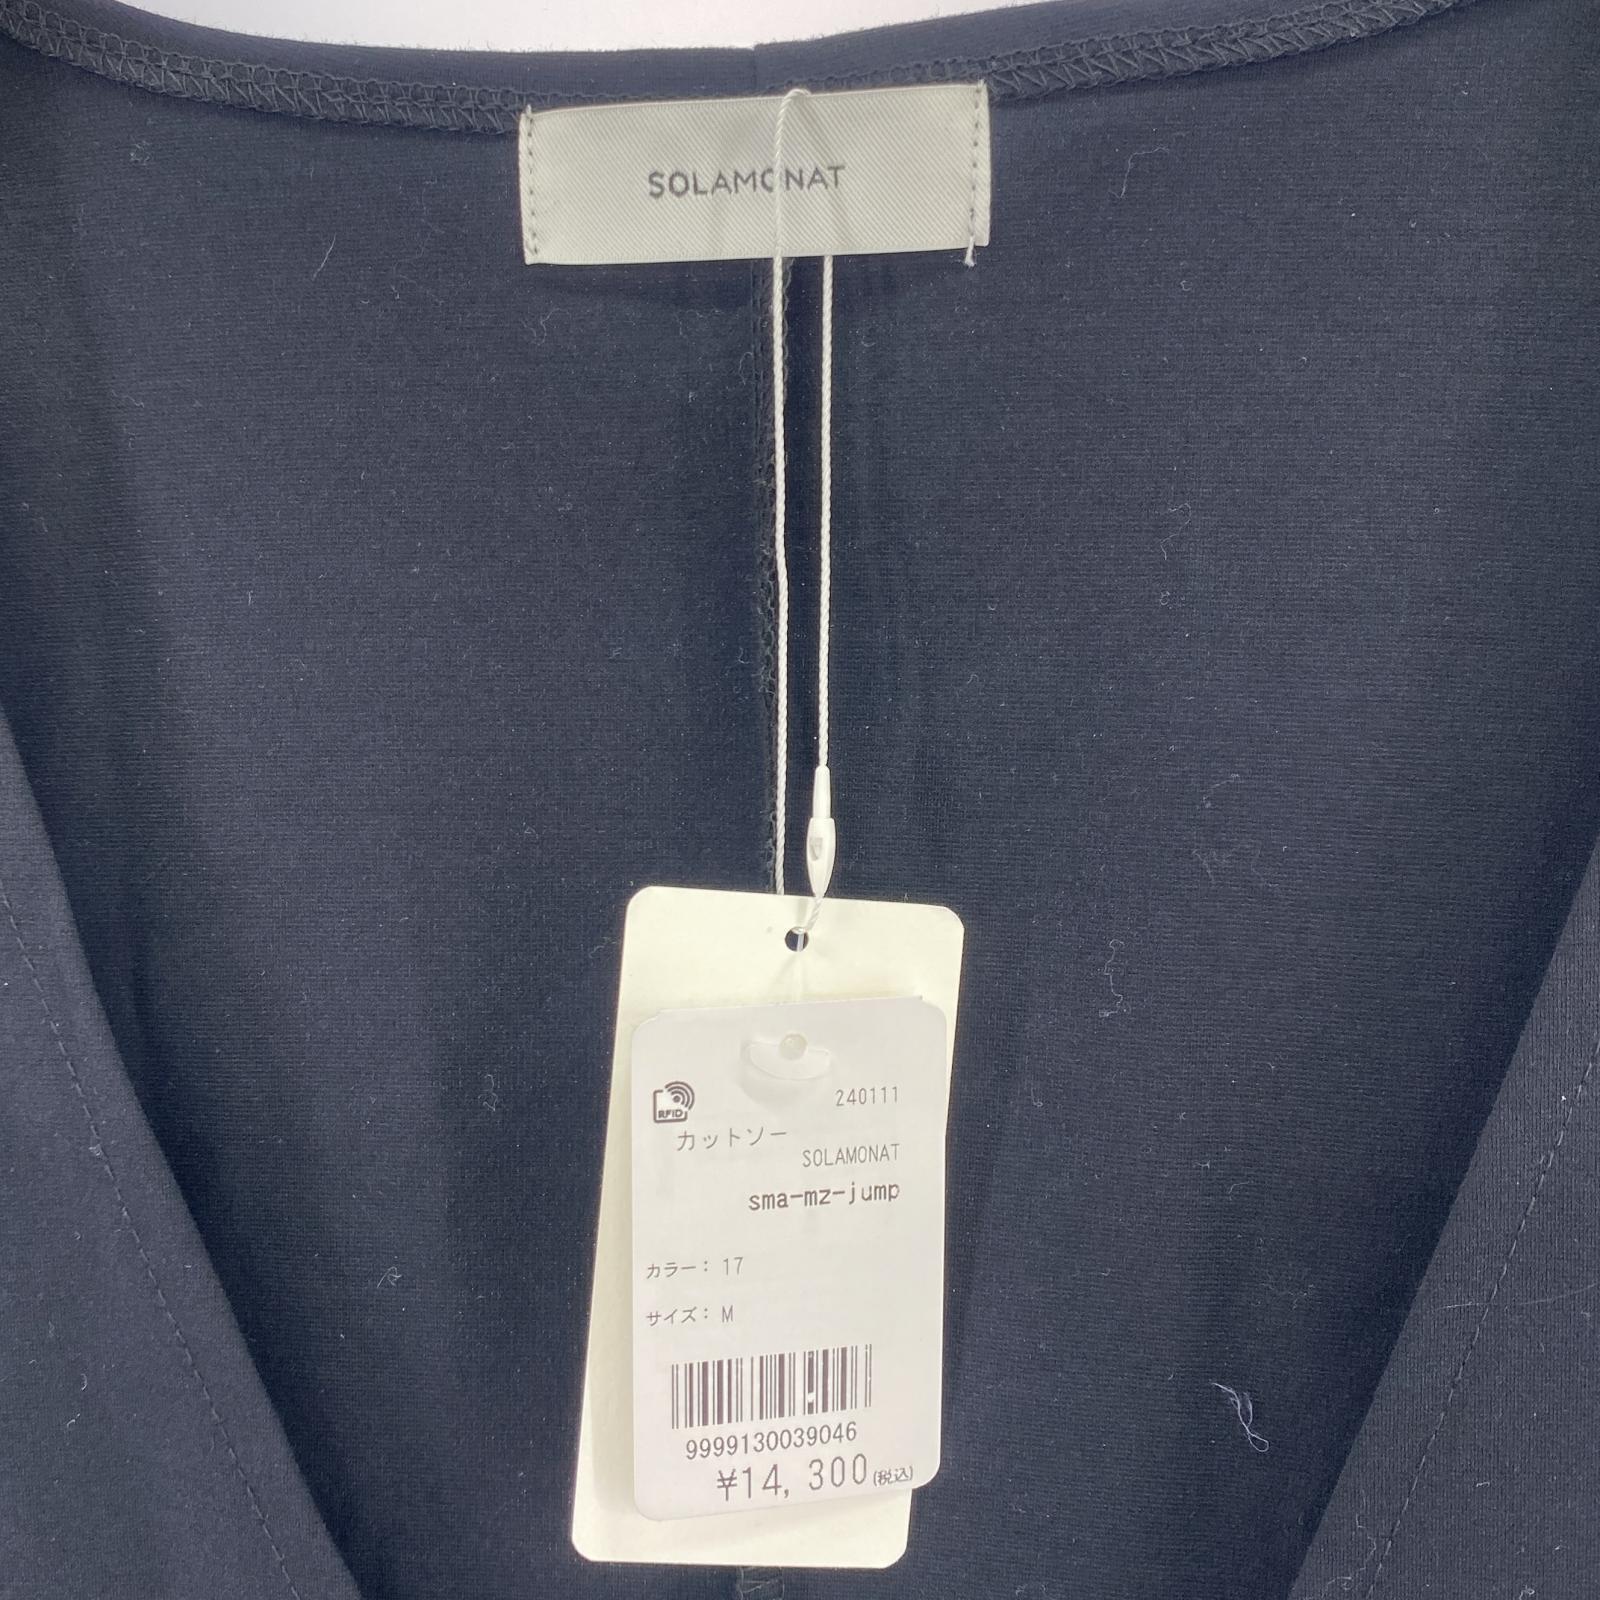 SOLAMONAT
RFID
240111
カットソー
SOLAMONAT
sma-mz-jump
カラー: 17
サイズ: M
9999130039046
¥14,300(税込)